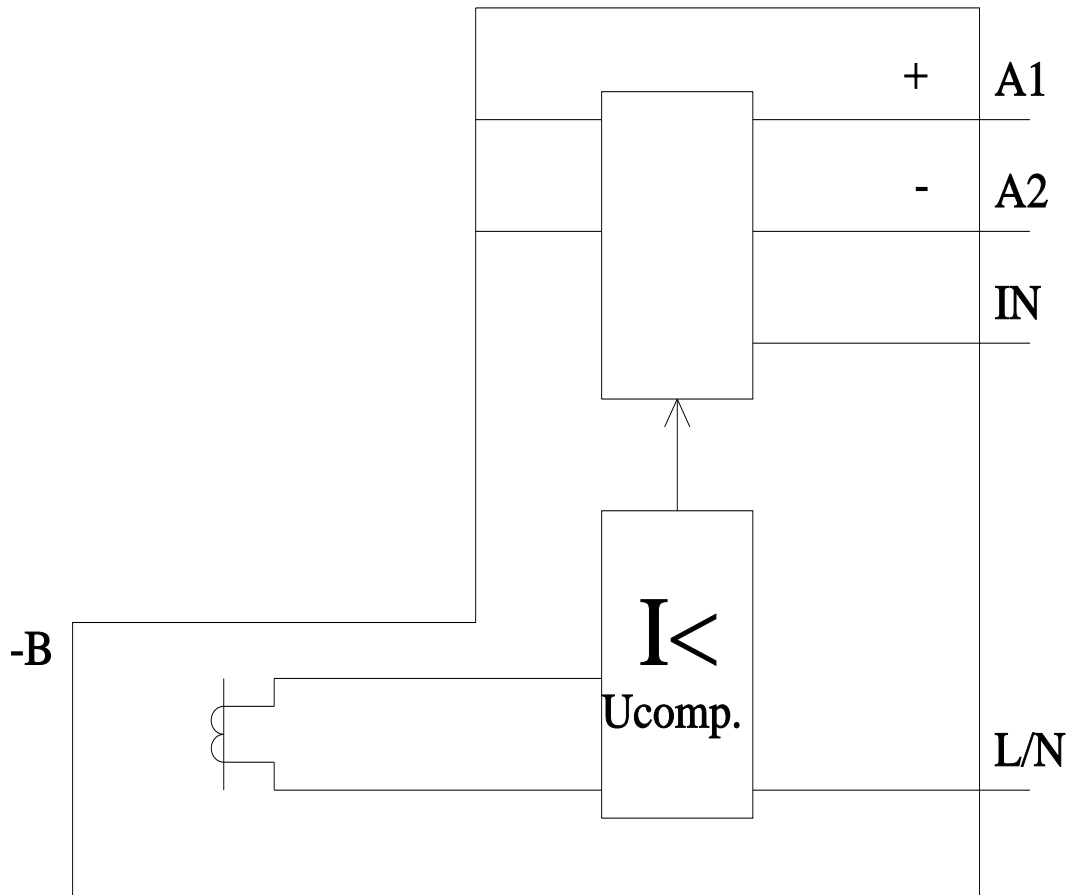 + A1
- A2
IN
-B
I<
Ucomp.
L/N